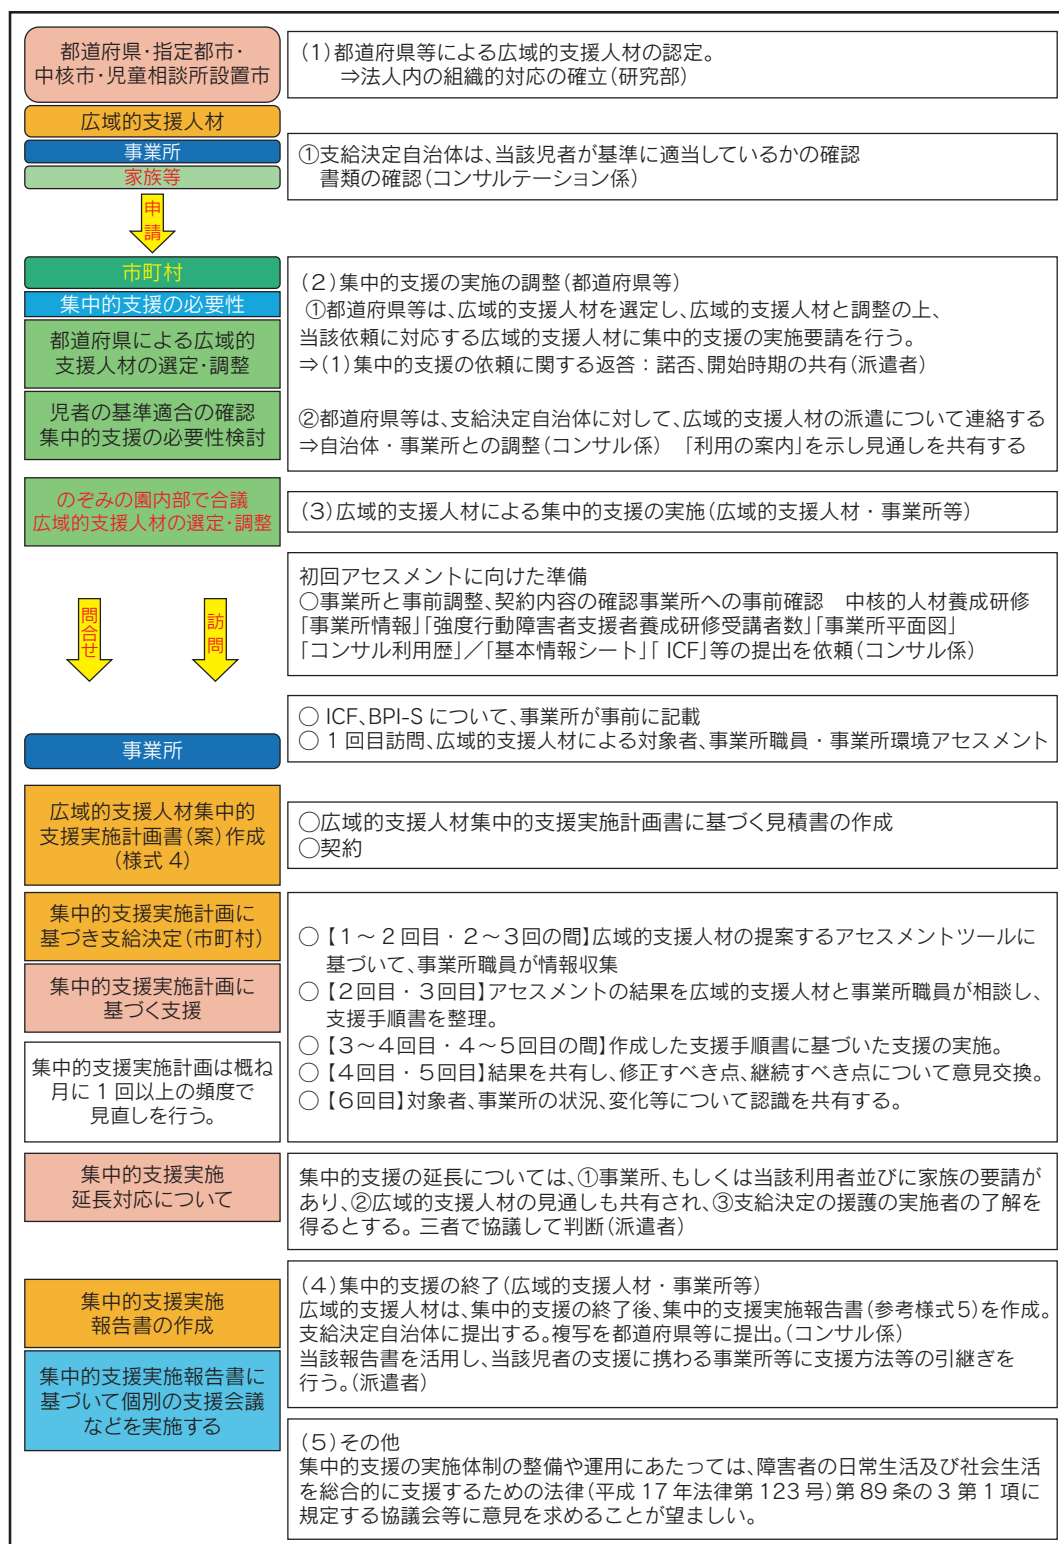 都道府県・指定都市・
中核市・児童相談所設置市
(1)都道府県等による広域的支援人材の認定。
⇒法人内の組織的対応の確立(研究部)
広域的支援人材
事業所
家族等
①支給決定自治体は、当該児者が基準に適当しているかの確認
書類の確認(コンサルテーション係)
申請
市町村
集中的支援の必要性
都道府県による広域的
支援人材の選定・調整
児者の基準適合の確認
集中的支援の必要性検討
(2)集中的支援の実施の調整(都道府県等)
①都道府県等は、広域的支援人材を選定し、広域的支援人材と調整の上、
当該依頼に対応する広域的支援人材に集中的支援の実施要請を行う。
⇒(1)集中的支援の依頼に関する返答:諾否、開始時期の共有(派遣者)
②都道府県等は、支給決定自治体に対して、広域的支援人材の派遣について連絡する
⇒自治体・事業所との調整(コンサル係) 「利用の案内」を示し見通しを共有する
のぞみの園内部で合議
広域的支援人材の選定・調整
(3)広域的支援人材による集中的支援の実施(広域的支援人材・事業所等)
問合せ
訪問
初回アセスメントに向けた準備
○事業所と事前調整、契約内容の確認事業所への事前確認 中核的人材養成研修
「事業所情報」「強度行動障害者支援者養成研修受講者数」「事業所平面図」
「コンサル利用歴」/「基本情報シート」「ICF」等の提出を依頼(コンサル係)
事業所
○ICF、BPI-Sについて、事業所が事前に記載
○1回目訪問、広域的支援人材による対象者、事業所職員・事業所環境アセスメント
広域的支援人材集中的
支援実施計画書(案)作成
(様式4)
○広域的支援人材集中的支援実施計画書に基づく見積書の作成
○契約
集中的支援実施計画に
基づき支給決定(市町村)
集中的支援実施計画に
基づく支援
集中的支援実施計画は概ね
月に1回以上の頻度で
見直しを行う。
○【1～2回目・2～3回の間】広域的支援人材の提案するアセスメントツールに
基づいて、事業所職員が情報収集
○【2回目・3回目】アセスメントの結果を広域的支援人材と事業所職員が相談し、
支援手順書を整理。
○【3～4回目・4～5回目の間】作成した支援手順書に基づいた支援の実施。
○【4回目・5回目】結果を共有し、修正すべき点、継続すべき点について意見交換。
○【6回目】対象者、事業所の状況、変化等について認識を共有する。
集中的支援実施
延長対応について
集中的支援の延長については、①事業所、もしくは当該利用者並びに家族の要請が
あり、②広域的支援人材の見通しも共有され、③支給決定の援護の実施者の了解を
得るとする。三者で協議して判断(派遣者)
集中的支援実施
報告書の作成
集中的支援実施報告書に
基づいて個別の支援会議
などを実施する
(4)集中的支援の終了(広域的支援人材・事業所等)
広域的支援人材は、集中的支援の終了後、集中的支援実施報告書(参考様式5)を作成。
支給決定自治体に提出する。複写を都道府県等に提出。(コンサル係)
当該報告書を活用し、当該児者の支援に携わる事業所等に支援方法等の引継ぎを
行う。(派遣者)
(5)その他
集中的支援の実施体制の整備や運用にあたっては、障害者の日常生活及び社会生活
を総合的に支援するための法律(平成17年法律第123号)第89条の3第1項に
規定する協議会等に意見を求めることが望ましい。